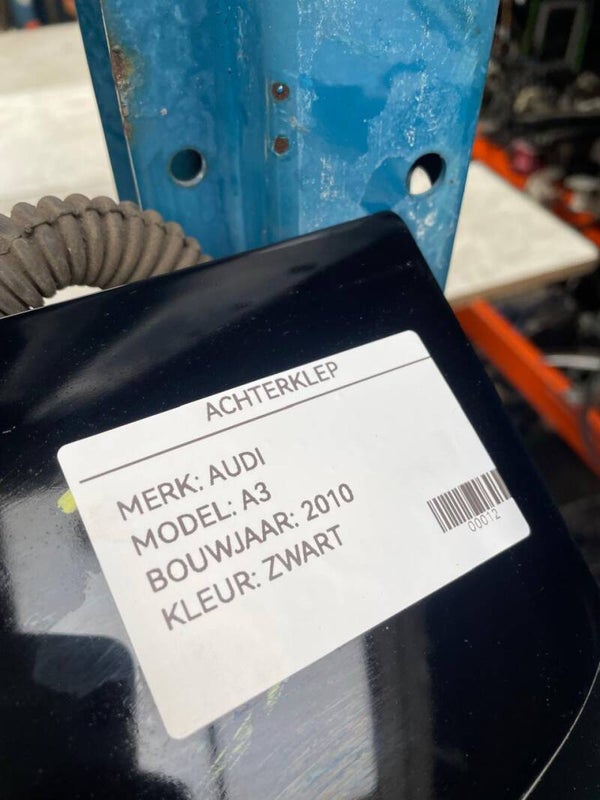 ACHTERKLEP
MERK: AUDI
MODEL: A3
BOUWJAAR: 2010
KLEUR: ZWART
00012